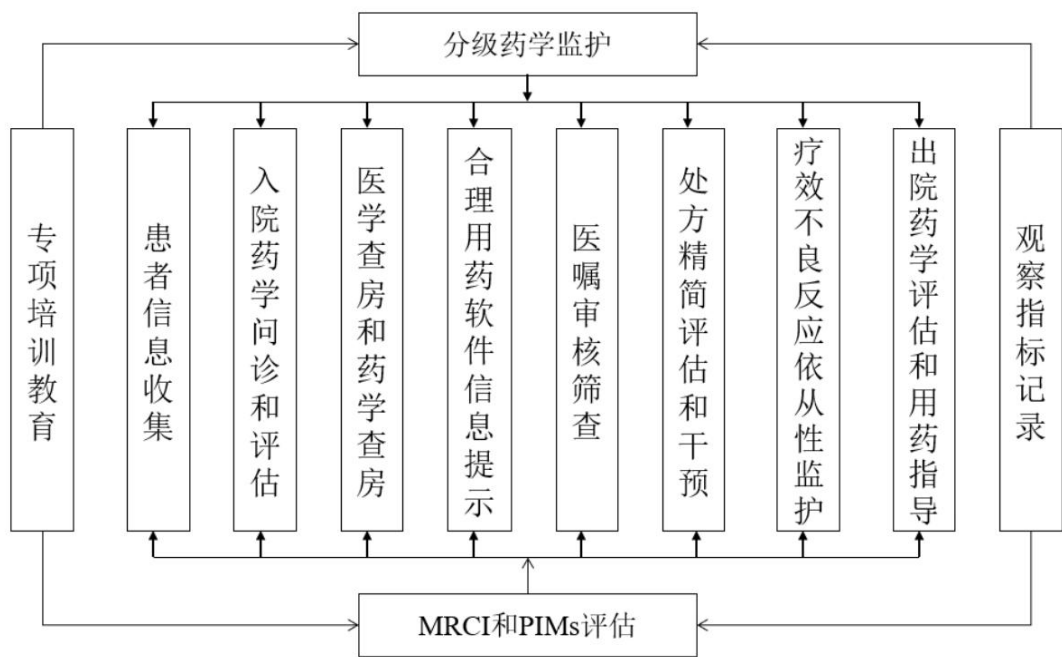 分级药学监护
专项培训教育
患者信息收集
入院药学问诊和评估
医学查房和药学查房
合理用药软件信息提示
医嘱审核筛查
处方精简评估和干预
疗效不良反应依从性监护
出院药学评估和用药指导
观察指标记录
MRCI和PIMs评估